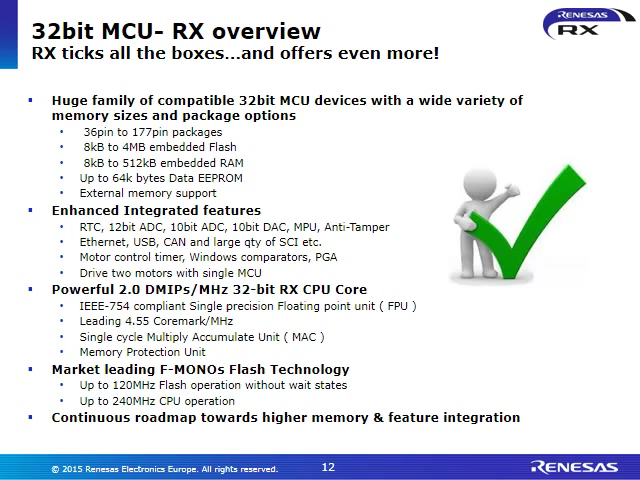 32bit MCU- RX overview
RX ticks all the boxes…and offers even more!
RENESAS
RX
Huge family of compatible 32bit MCU devices with a wide variety of
memory sizes and package options
36pin to 177pin packages
8kB to 4MB embedded Flash
8kB to 512kB embedded RAM
Up to 64k bytes Data EEPROM
External memory support
Enhanced Integrated features
RTC, 12bit ADC, 10bit ADC, 10bit DAC, MPU, Anti-Tamper
Ethernet, USB, CAN and large qty of SCI etc.
Motor control timer, Windows comparators, PGA
Drive two motors with single MCU
Powerful 2.0 DMIPs/MHz 32-bit RX CPU Core
IEEE-754 compliant Single precision Floating point unit ( FPU )
Leading 4.55 Coremark/MHz
Single cycle Multiply Accumulate Unit ( MAC )
Memory Protection Unit
Market leading F-MONOs Flash Technology
Up to 120MHz Flash operation without wait states
Up to 240MHz CPU operation
Continuous roadmap towards higher memory & feature integration
© 2015 Renesas Electronics Europe. All rights reserved.
12
RENESAS